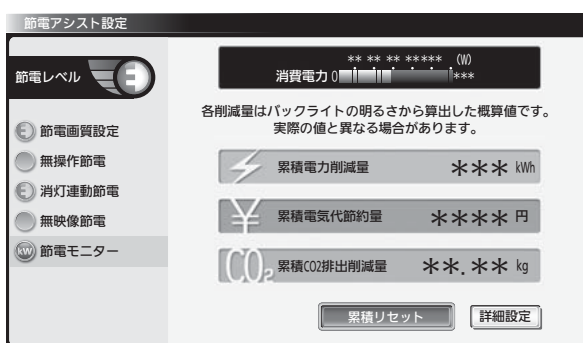 節電アシスト設定
節電レベル E
** ** ** ***** (W)
消費電力 0 ***
各削減量はバックライトの明るさから算出した概算値です。
実際の値と異なる場合があります。
E 節電画質設定
無操作節電
E 消灯連動節電
無映像節電
kW 節電モニター
累積電力削減量 *** kWh
¥ 累積電気代節約量 **** 円
CO2 累積CO2排出削減量 **.** kg
累積リセット 詳細設定